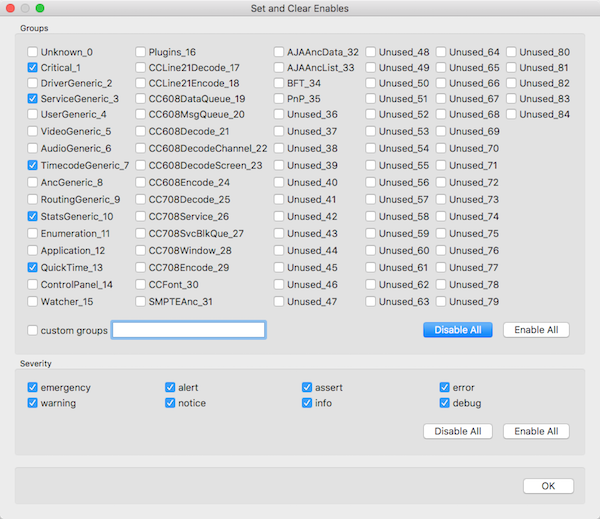 Set and Clear Enables
Groups
Unknown_0 Plugins_16 AJAAncData_32 Unused_48 Unused_64 Unused_80
Critical_1 CCLine21Decode_17 AJAAncList_33 Unused_49 Unused_65 Unused_81
DriverGeneric_2 CCLine21Encode_18 BFT_34 Unused_50 Unused_66 Unused_82
ServiceGeneric_3 CC608DataQueue_19 PnP_35 Unused_51 Unused_67 Unused_83
UserGeneric_4 CC608MsgQueue_20 Unused_36 Unused_52 Unused_68 Unused_84
VideoGeneric_5 CC608Decode_21 Unused_37 Unused_53 Unused_69
AudioGeneric_6 CC608DecodeChannel_22 Unused_38 Unused_54 Unused_70
TimecodeGeneric_7 CC608DecodeScreen_23 Unused_39 Unused_55 Unused_71
AncGeneric_8 CC608Encode_24 Unused_40 Unused_56 Unused_72
RoutingGeneric_9 CC708Decode_25 Unused_41 Unused_57 Unused_73
StatsGeneric_10 CC708Service_26 Unused_42 Unused_58 Unused_74
Enumeration_11 CC708SvcBlkQue_27 Unused_43 Unused_59 Unused_75
Application_12 CC708Window_28 Unused_44 Unused_60 Unused_76
QuickTime_13 CC708Encode_29 Unused_45 Unused_61 Unused_77
ControlPanel_14 CCFont_30 Unused_46 Unused_62 Unused_78
Watcher_15 SMPTEAnc_31 Unused_47 Unused_63 Unused_79
custom groups Disable All Enable All
Severity
emergency alert assert error
warning notice info debug
Disable All Enable All
OK